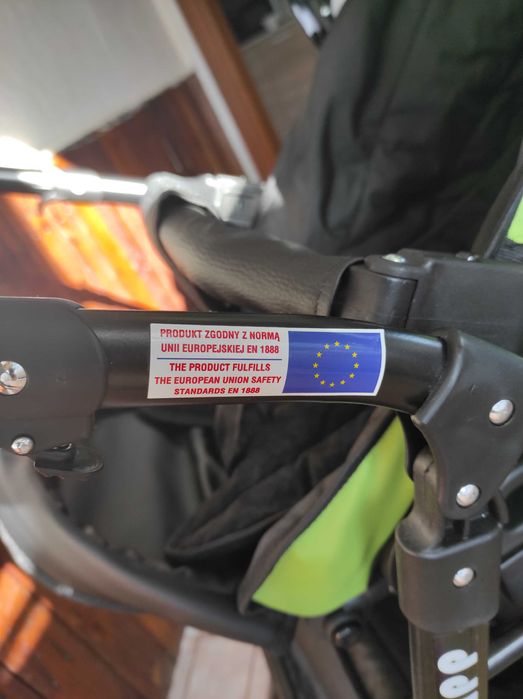 PRODUKT ZGODNY Z NORMĄ
UNII EUROPEJSKIEJ EN 1888
THE PRODUCT FULFILLS
THE EUROPEAN UNION SAFETY
STANDARDS EN 1888